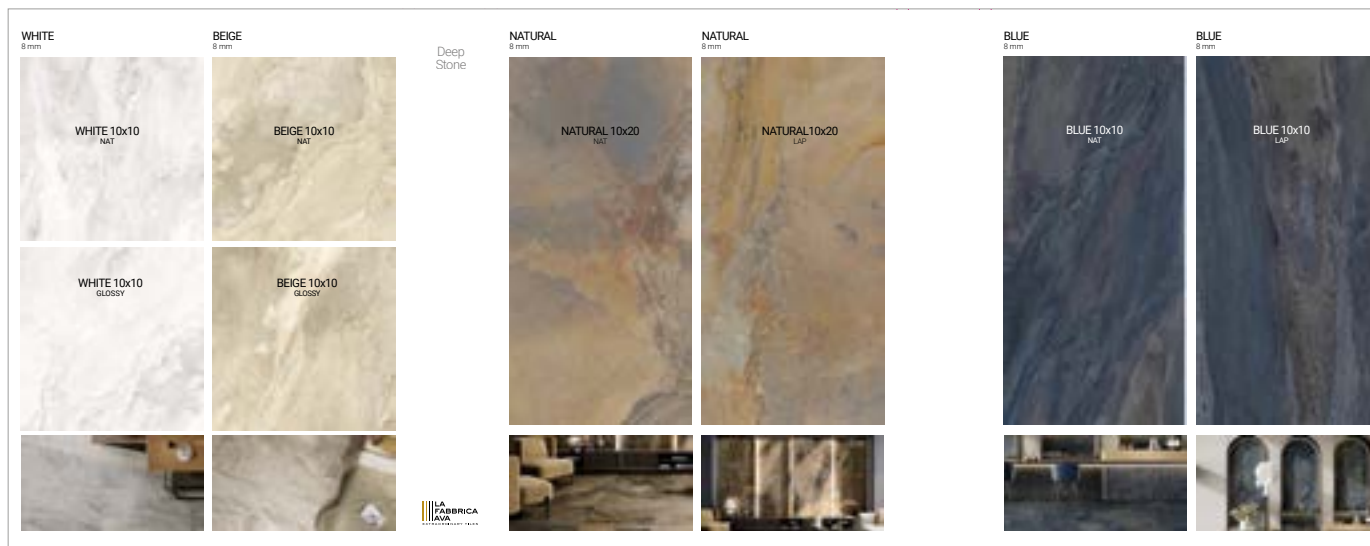 WHITE
8 mm
WHITE 10x10
NAT
WHITE 10x10
GLOSSY
BEIGE
8 mm
BEIGE 10x10
NAT
BEIGE 10x10
GLOSSY
Deep
Stone
LA
FABBRICA
AVA
EXTRAORDINARY TILES
NATURAL
8 mm
NATURAL 10x20
NAT
NATURAL
8 mm
NATURAL10x20
LAP
BLUE
8 mm
BLUE 10x10
NAT
BLUE
8 mm
BLUE 10x10
LAP